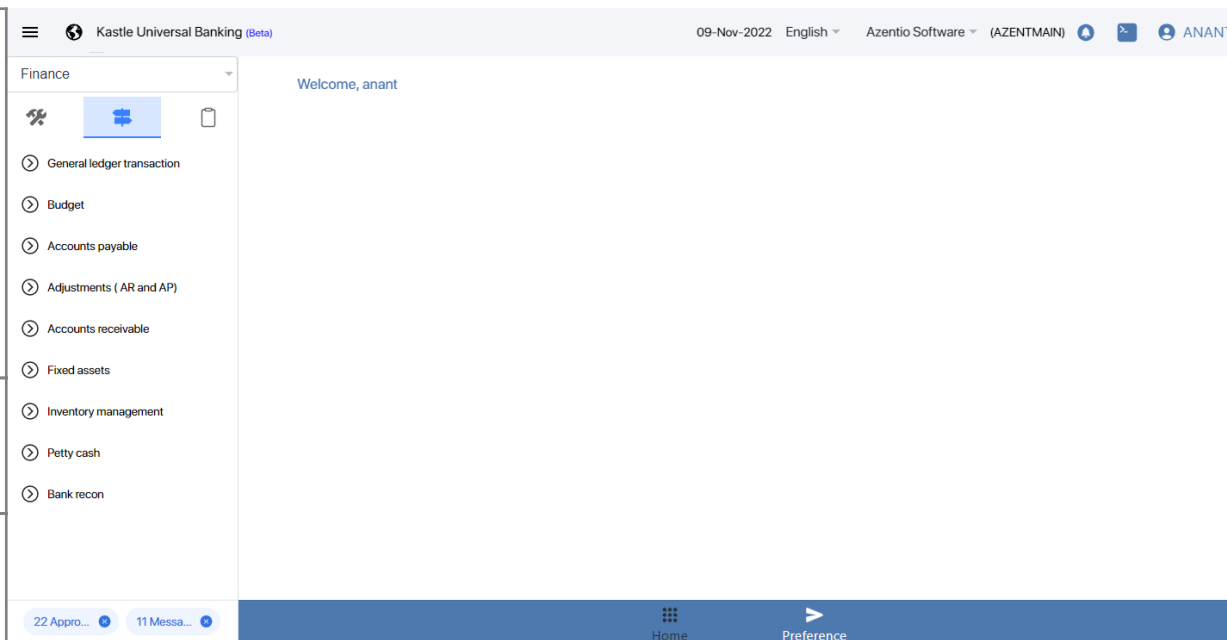 Kastle Universal Banking (Beta)
09-Nov-2022 English Azentio Software (AZENTMAIN) ANANT
Finance
Welcome, anant
General ledger transaction
Budget
Accounts payable
Adjustments ( AR and AP)
Accounts receivable
Fixed assets
Inventory management
Petty cash
Bank recon
22 Appro... 11 Messa...
Home Preference